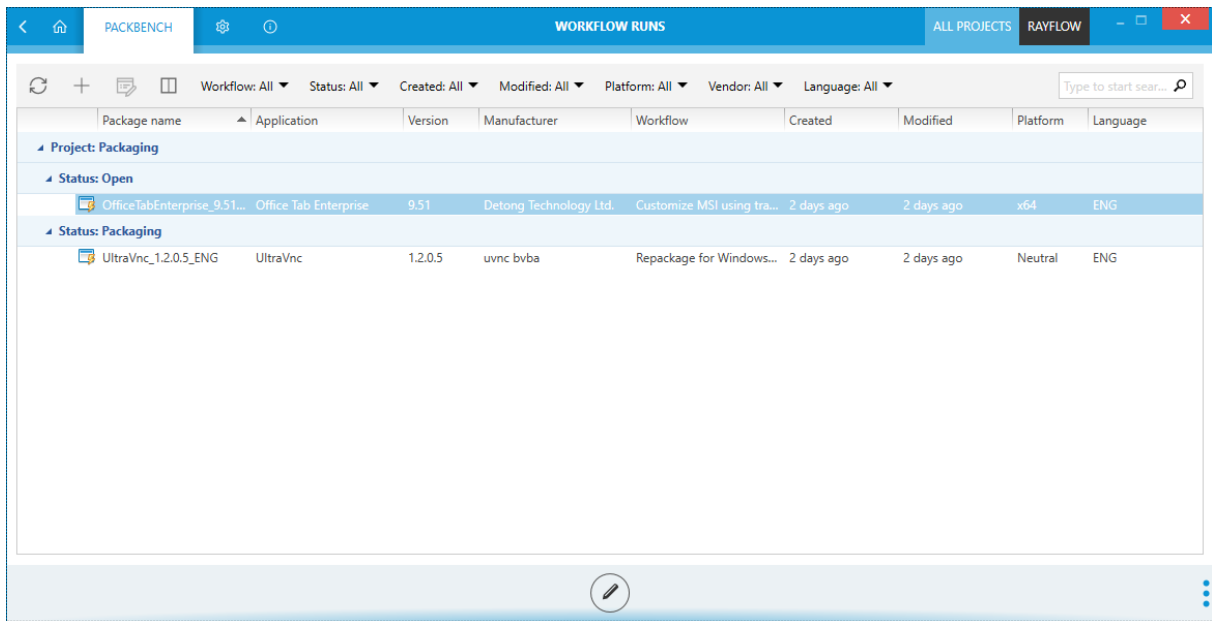 PACKBENCH WORKFLOW RUNS ALL PROJECTS RAYFLOW
Workflow: All Status: All Created: All Modified: All Platform: All Vendor: All Language: All Type to start sear...
Package name Application Version Manufacturer Workflow Created Modified Platform Language
Project: Packaging
Status: Open
OfficeTabEnterprise_9.51... Office Tab Enterprise 9.51 Detong Technology Ltd. Customize MSI using tra... 2 days ago 2 days ago x64 ENG
Status: Packaging
UltraVnc_1.2.0.5_ENG UltraVnc 1.2.0.5 uvnc bvba Repackage for Windows... 2 days ago 2 days ago Neutral ENG